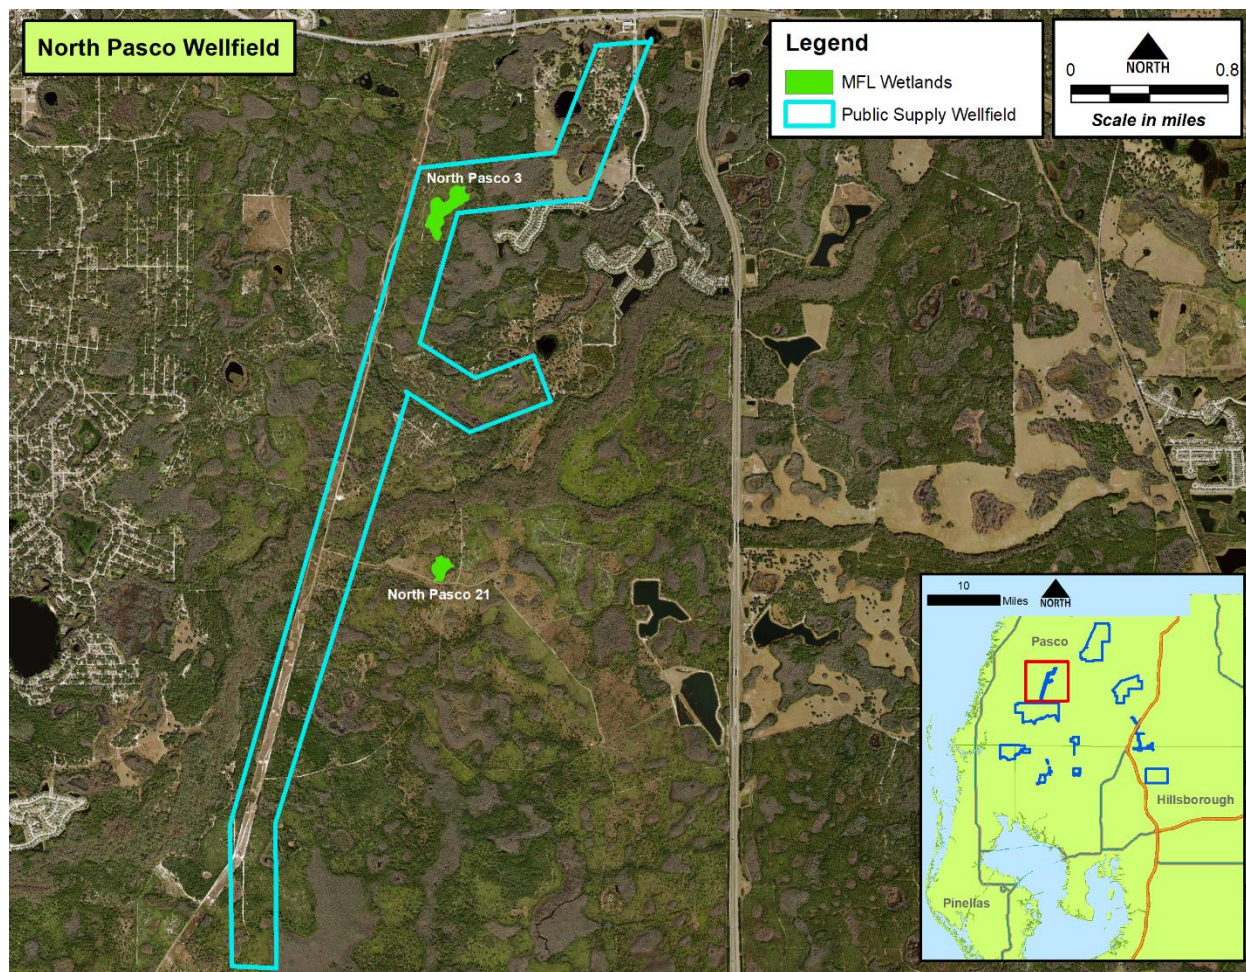 North Pasco Wellfield
Legend
MFL Wetlands
Public Supply Wellfield
0
NORTH
0.8
Scale in miles
North Pasco 3
North Pasco 21
10
Miles
NORTH
Pasco
Hillsborough
Pinellas